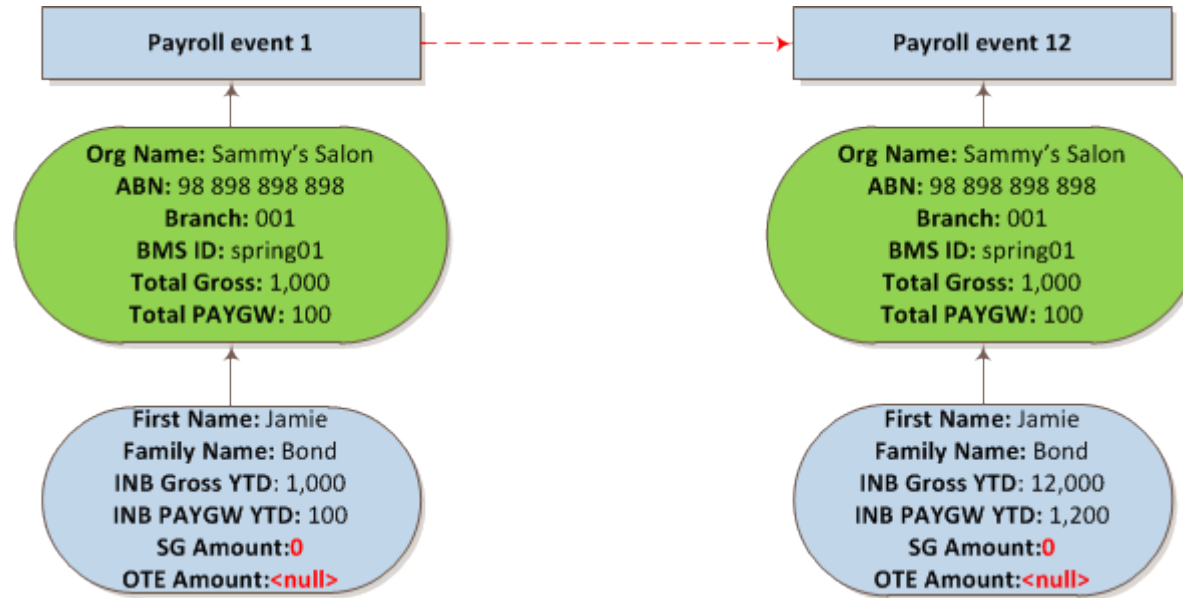 Payroll event 1
Org Name: Sammy's Salon
ABN: 98 898 898 898
Branch: 001
BMS ID: spring01
Total Gross: 1,000
Total PAYGW: 100
First Name: Jamie
Family Name: Bond
INB Gross YTD: 1,000
INB PAYGW YTD: 100
SG Amount:0
OTE Amount:<null>
Payroll event 12
Org Name: Sammy's Salon
ABN: 98 898 898 898
Branch: 001
BMS ID: spring01
Total Gross: 1,000
Total PAYGW: 100
First Name: Jamie
Family Name: Bond
INB Gross YTD: 12,000
INB PAYGW YTD: 1,200
SG Amount:0
OTE Amount:<null>